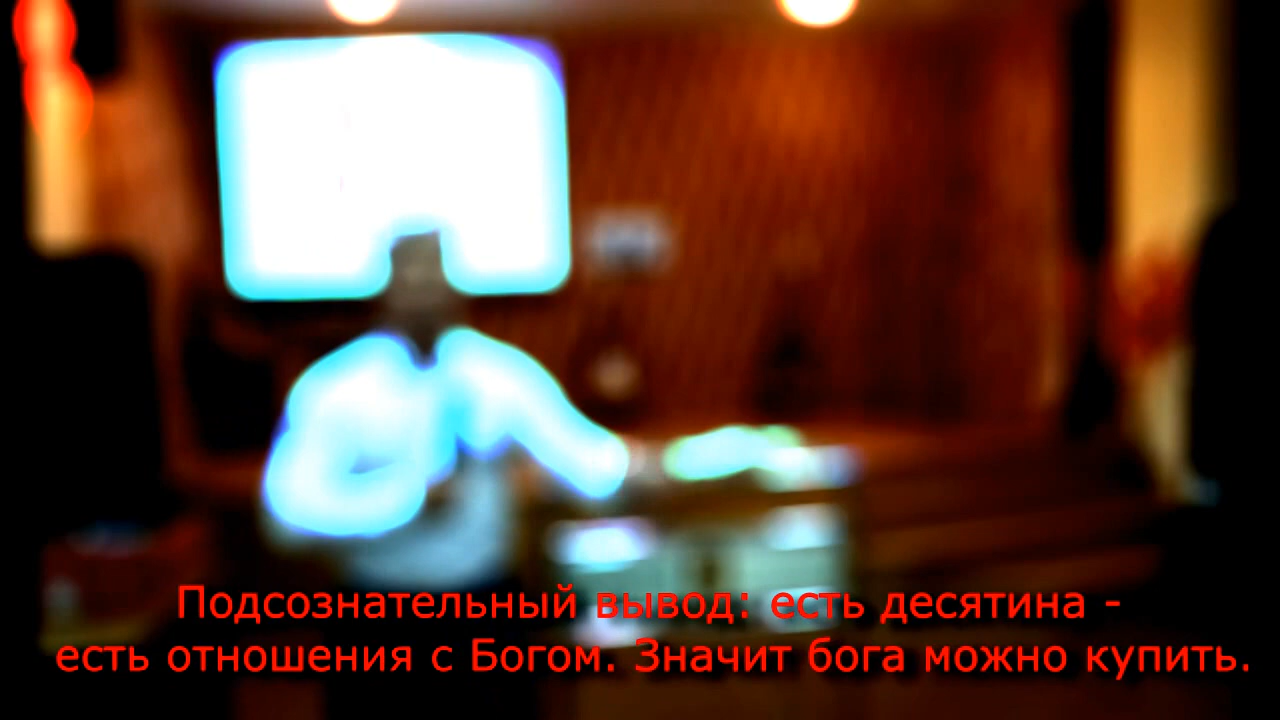 Подсознательный вывод: есть десятина -
есть отношения с Богом. Значит бога можно купить.